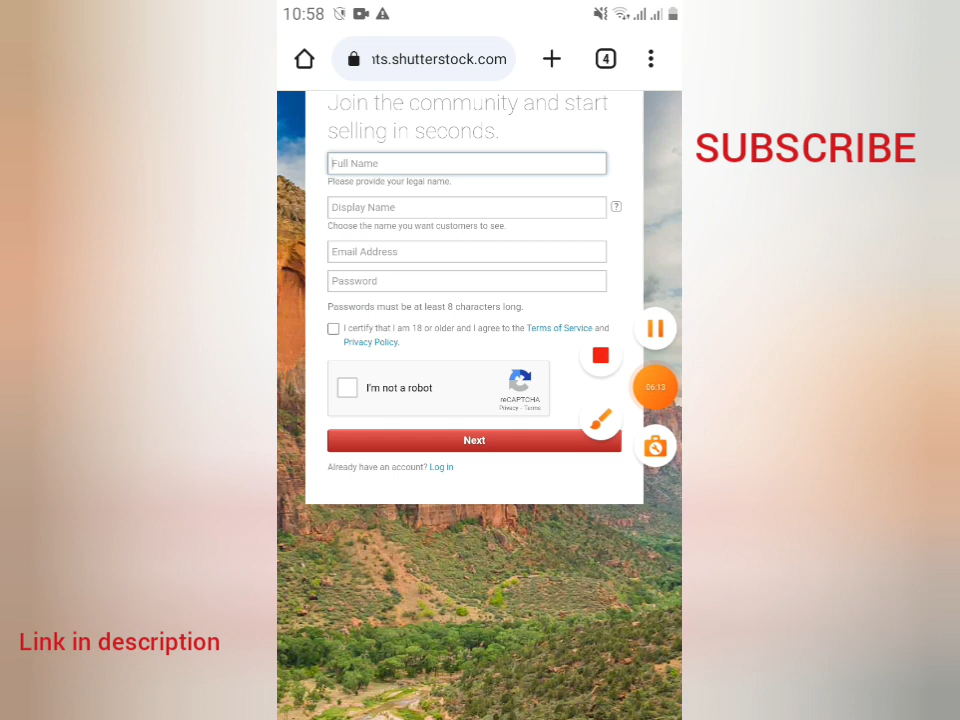 10:58
nts.shutterstock.com
4
Join the community and start
selling in seconds.
Full Name
Please provide your legal name.
Display Name
?
Choose the name you want customers to see.
Email Address
Password
Passwords must be at least 8 characters long.
I certify that I am 18 or older and I agree to the Terms of Service and
Privacy Policy.
I'm not a robot
reCAPTCHA
Privacy - Terms
06:13
Next
Already have an account? Log in
SUBSCRIBE
Link in description